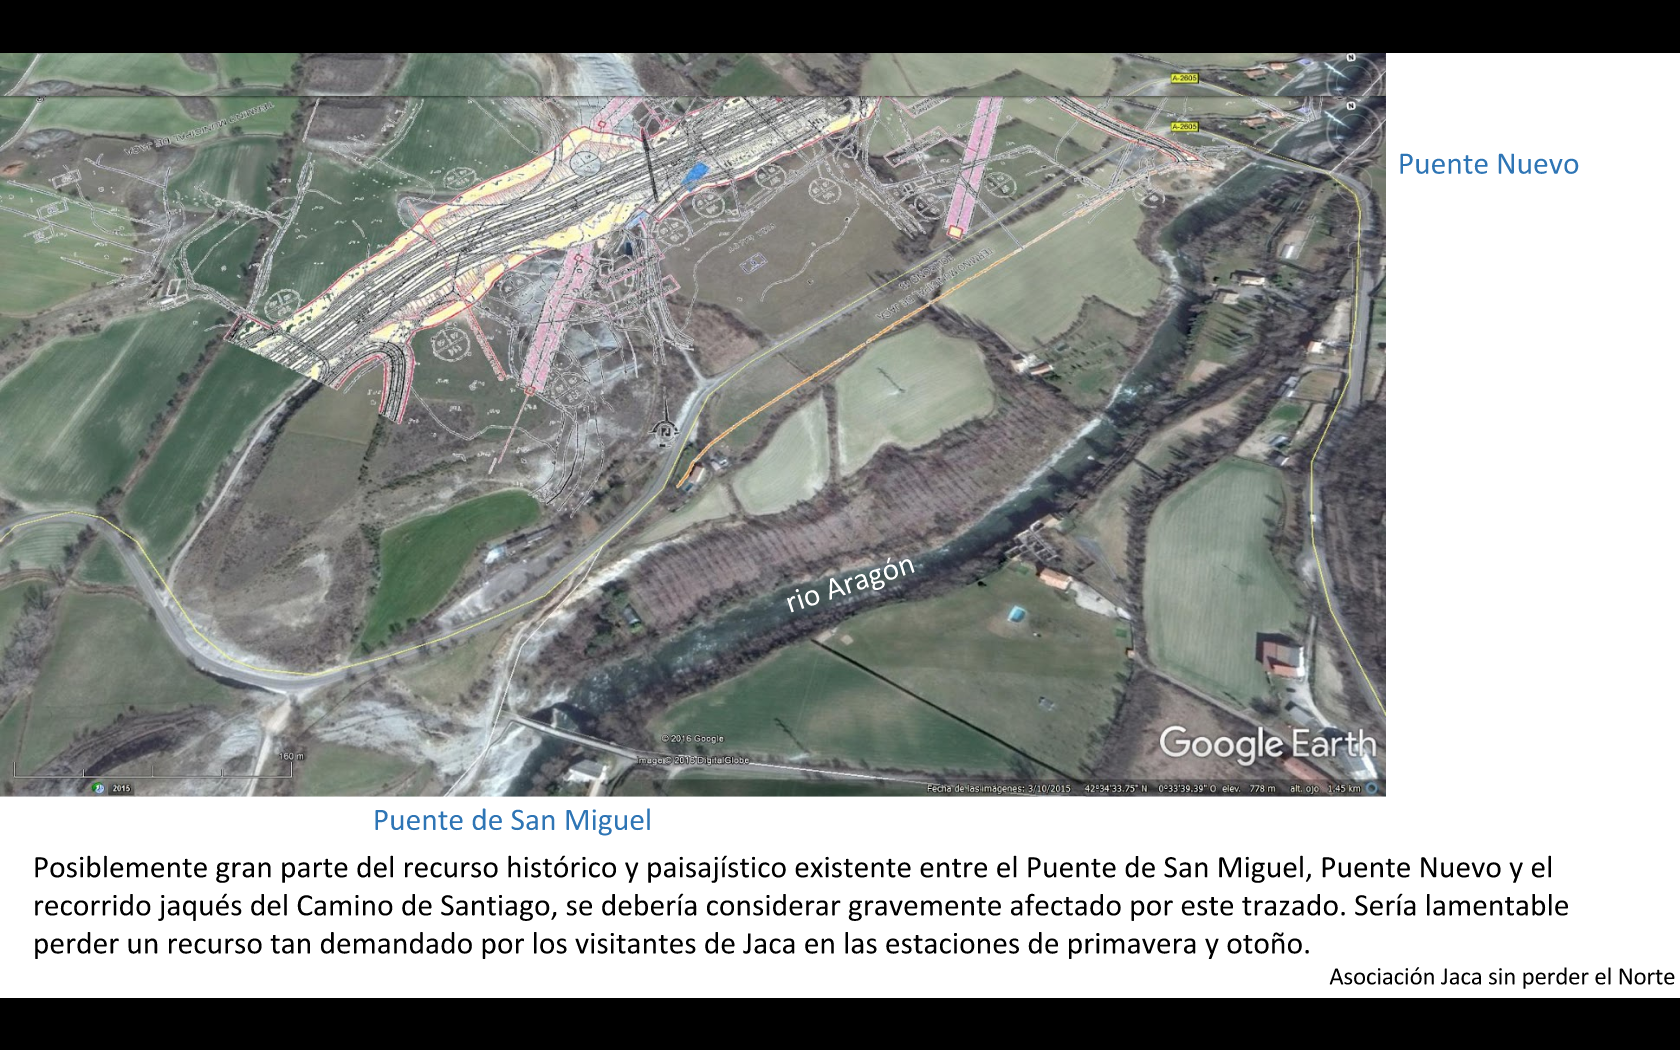 A-2605
A-2605
Puente Nuevo
TERMINO MUNICIPAL DE JACA
rio Aragón
Google Earth
© 2016 Google
Image © 2016 DigitalGlobe
160 m
2015
Fecha de las imágenes: 3/10/2015 42°34'33.75" N 0°33'39.39" O elev. 778 m alt. ojo 1.45 km
Puente de San Miguel
Posiblemente gran parte del recurso histórico y paisajístico existente entre el Puente de San Miguel, Puente Nuevo y el
recorrido jaqués del Camino de Santiago, se debería considerar gravemente afectado por este trazado. Sería lamentable
perder un recurso tan demandado por los visitantes de Jaca en las estaciones de primavera y otoño.
Asociación Jaca sin perder el Norte